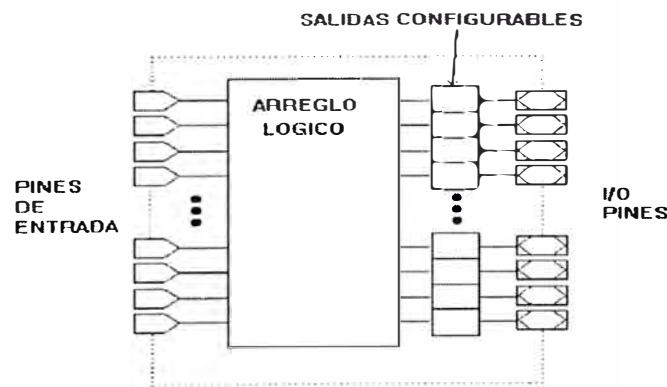 SALIDAS CONFIGURABLES
ARREGLO
LOGICO
PINES
DE
ENTRADA
I/O
PINES